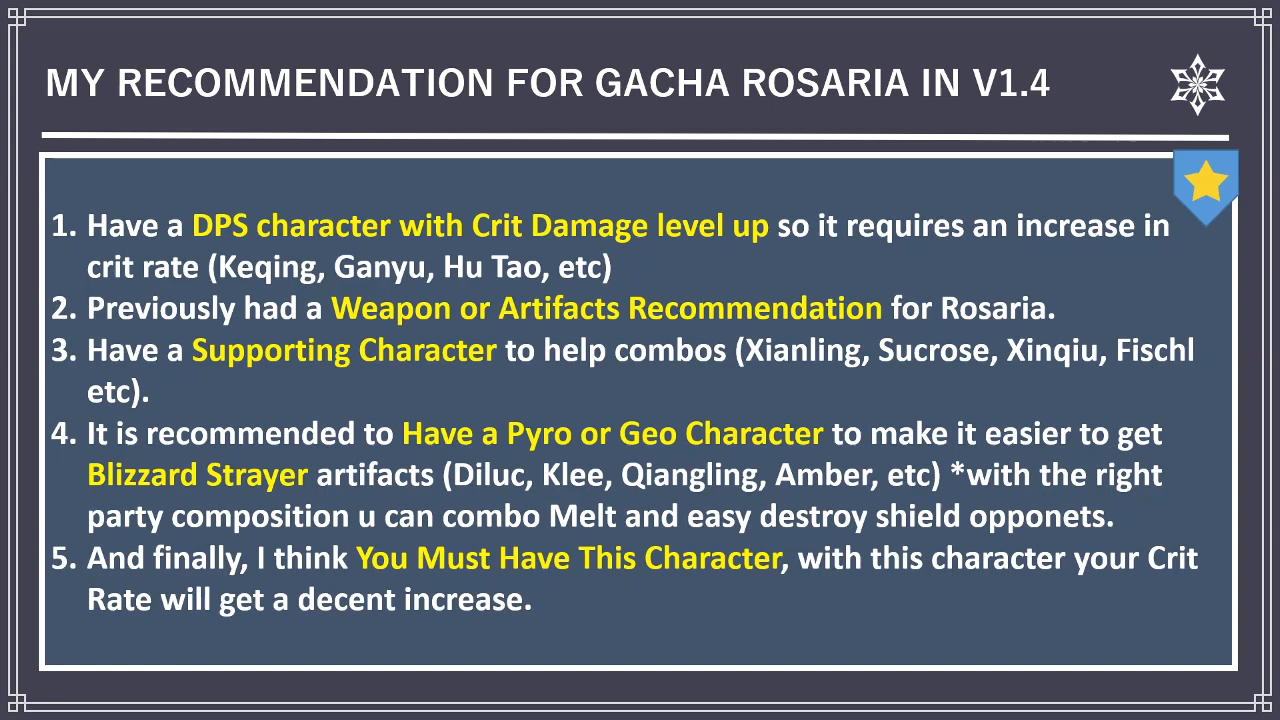 MY RECOMMENDATION FOR GACHA ROSARIA IN V1.4
1. Have a DPS character with Crit Damage level up so it requires an increase in
crit rate (Keqing, Ganyu, Hu Tao, etc)
2. Previously had a Weapon or Artifacts Recommendation for Rosaria.
3. Have a Supporting Character to help combos (Xianling, Sucrose, Xinqiu, Fischl
etc).
4. It is recommended to Have a Pyro or Geo Character to make it easier to get
Blizzard Strayer artifacts (Diluc, Klee, Qiangling, Amber, etc) *with the right
party composition u can combo Melt and easy destroy shield opponets.
5. And finally, I think You Must Have This Character, with this character your Crit
Rate will get a decent increase.